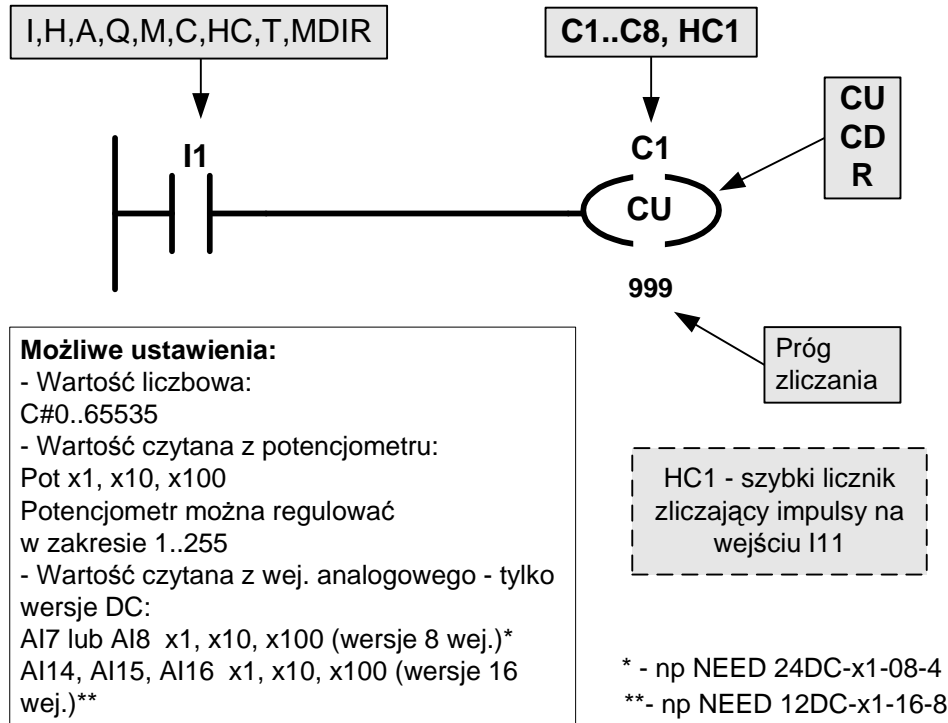 I,H,A,Q,M,C,HC,T,MDIR
C1..C8, HC1
CU
CD
R
I1
C1
CU
999
Próg
zliczania
Możliwe ustawienia:
- Wartość liczbowa:
C#0..65535
- Wartość czytana z potencjometru:
Pot x1, x10, x100
Potencjometr można regulować
w zakresie 1..255
- Wartość czytana z wej. analogowego - tylko
wersje DC:
AI7 lub AI8 x1, x10, x100 (wersje 8 wej.)*
AI14, AI15, AI16 x1, x10, x100 (wersje 16
wej.)**
HC1 - szybki licznik
zliczający impulsy na
wejściu I11
* - np NEED 24DC-x1-08-4
**- np NEED 12DC-x1-16-8